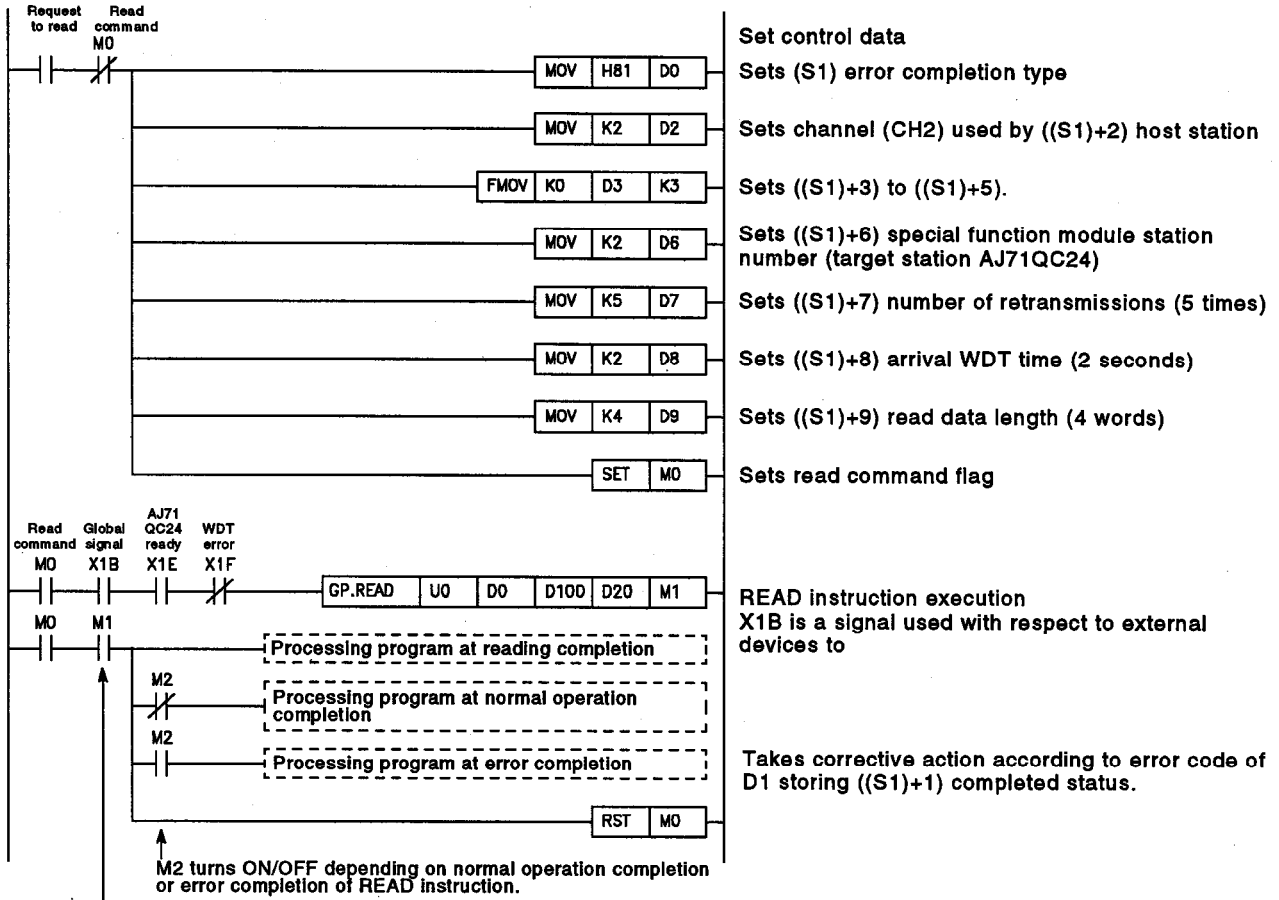 Request to read
Read command
M0
Set control data
MOV H81 D0
Sets (S1) error completion type
MOV K2 D2
Sets channel (CH2) used by ((S1)+2) host station
FMOV K0 D3 K3
Sets ((S1)+3) to ((S1)+5).
MOV K2 D6
Sets ((S1)+6) special function module station
number (target station AJ71QC24)
MOV K5 D7
Sets ((S1)+7) number of retransmissions (5 times)
MOV K2 D8
Sets ((S1)+8) arrival WDT time (2 seconds)
MOV K4 D9
Sets ((S1)+9) read data length (4 words)
SET M0
Sets read command flag
Read command
M0
Global signal
X1B
AJ71 QC24 ready
X1E
WDT error
X1F
GP.READ U0 D0 D100 D20 M1
READ instruction execution
X1B is a signal used with respect to external
devices to
M0 M1
Processing program at reading completion
M2
Processing program at normal operation
completion
M2
Processing program at error completion
Takes corrective action according to error code of
D1 storing ((S1)+1) completed status.
RST M0
M2 turns ON/OFF depending on normal operation completion
or error completion of READ instruction.